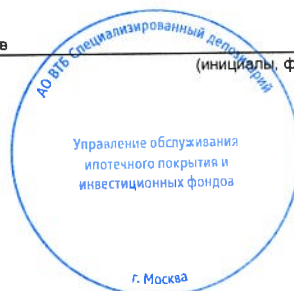 в
(инициалы, ф
АО ВТБ Специализированный депозитарий
Управление обслуживания
ипотечного покрытия и
инвестиционных фондов
г. Москва